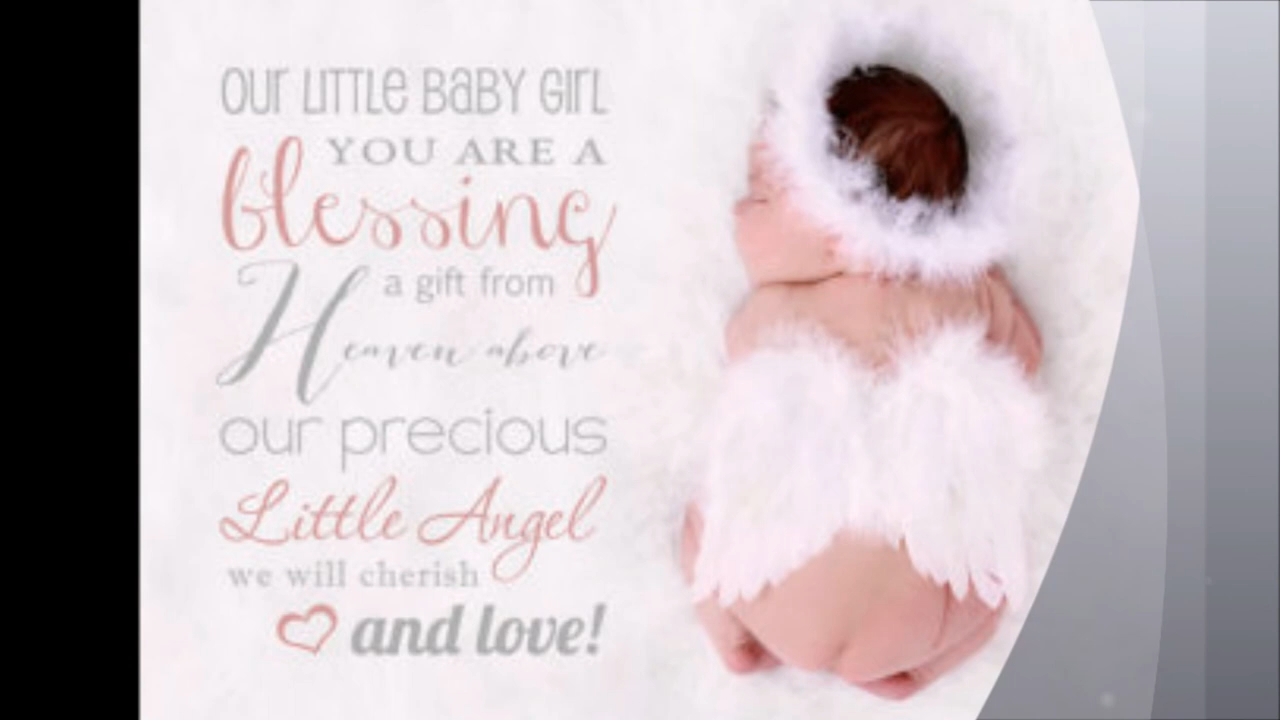 our LITTLE BaBY GIrL
YOU ARE A
blessing
a gift from
Heaven above
our precious
Little Angel
we will cherish
and love!